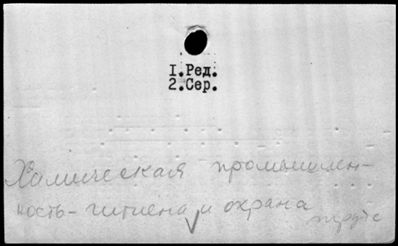 1.Ред.
2.Сер.
Химическая промышлен-
ность - гигиена и охрана
труда